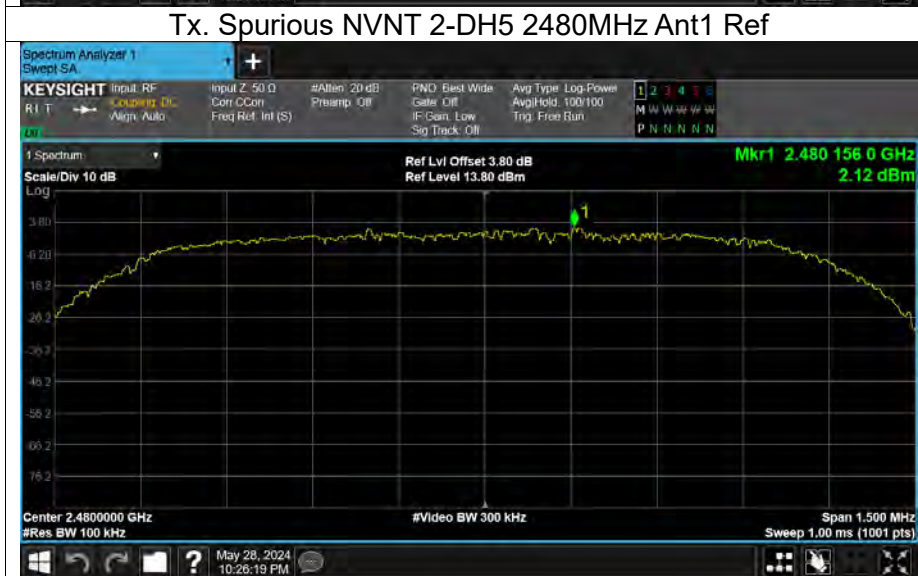 Tx. Spurious NVNT 2-DH5 2480MHz Ant1 Ref
Spectrum Analyzer 1
Swept SA
+
KEYSIGHT Input: RF
R L T
Coupling: DC
Align: Auto
Input Z: 50 Ω
Corr CCorr
Freq Ref: Int (S)
#Atten: 20 dB
Preamp: Off
PNO: Best Wide
Gate: Off
IF Gain: Low
Sig Track: Off
Avg Type: Log-Power
Avg|Hold: 100/100
Trig: Free Run
1 2 3 4 5 6
M W W W W W
P N N N N N
1 Spectrum
Scale/Div 10 dB
Log
Ref Lvl Offset 3.80 dB
Ref Level 13.80 dBm
Mkr1 2.480 156 0 GHz
2.12 dBm
1
3.80
-6.20
-16.2
-26.2
-36.2
-46.2
-56.2
-66.2
-76.2
Center 2.4800000 GHz
#Res BW 100 kHz
#Video BW 300 kHz
Span 1.500 MHz
Sweep 1.00 ms (1001 pts)
?
May 28, 2024
10:26:19 PM